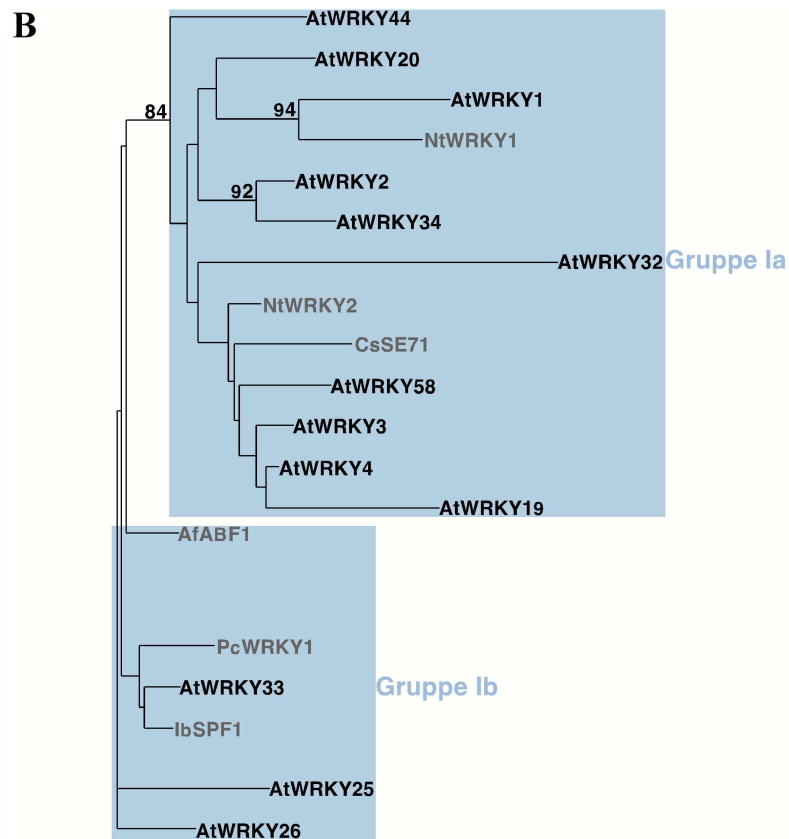 B
AtWRKY44
AtWRKY20
AtWRKY1
94
84
NtWRKY1
AtWRKY2
92
AtWRKY34
AtWRKY32
Gruppe Ia
NtWRKY2
CsSE71
AtWRKY58
AtWRKY3
AtWRKY4
AtWRKY19
AfABF1
PcWRKY1
AtWRKY33
Gruppe Ib
IbSPF1
AtWRKY25
AtWRKY26